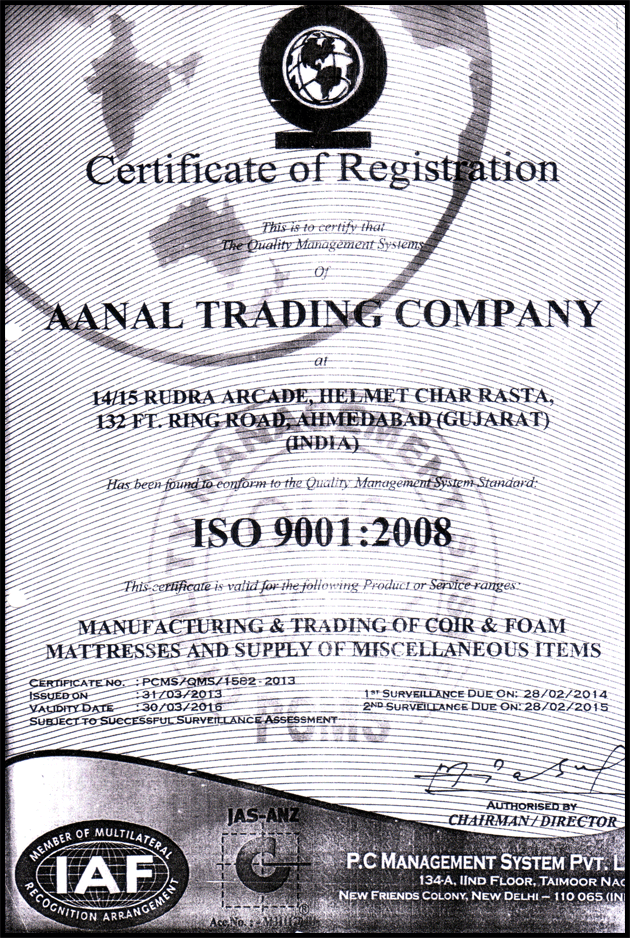 Certificate of Registration
This is to certify that
The Quality Management Systems
Of
AANAL TRADING COMPANY
at
14/15 RUDRA ARCADE, HELMET CHAR RASTA,
132 FT. RING ROAD, AHMEDABAD (GUJARAT)
(INDIA)
Has been found to conform to the Quality Management System Standard:
ISO 9001:2008
This certificate is valid for the following Product or Service ranges:
MANUFACTURING & TRADING OF COIR & FOAM
MATTRESSES AND SUPPLY OF MISCELLANEOUS ITEMS
CERTIFICATE NO. : PCMS/QMS/1582-2013
ISSUED ON : 31/03/2013 1ST SURVEILLANCE DUE ON: 28/02/2014
VALIDITY DATE : 30/03/2016 2ND SURVEILLANCE DUE ON: 28/02/2015
SUBJECT TO SUCCESSFUL SURVEILLANCE ASSESSMENT
PCMS
AUTHORISED BY
CHAIRMAN / DIRECTOR
MEMBER OF MULTILATERAL
IAF
RECOGNITION ARRANGEMENT
JAS-ANZ
Acc No. :
P.C MANAGEMENT SYSTEM PVT. L
134-A, IIND FLOOR, TAIMOOR NAG
NEW FRIENDS COLONY, NEW DELHI – 110 065 (IN